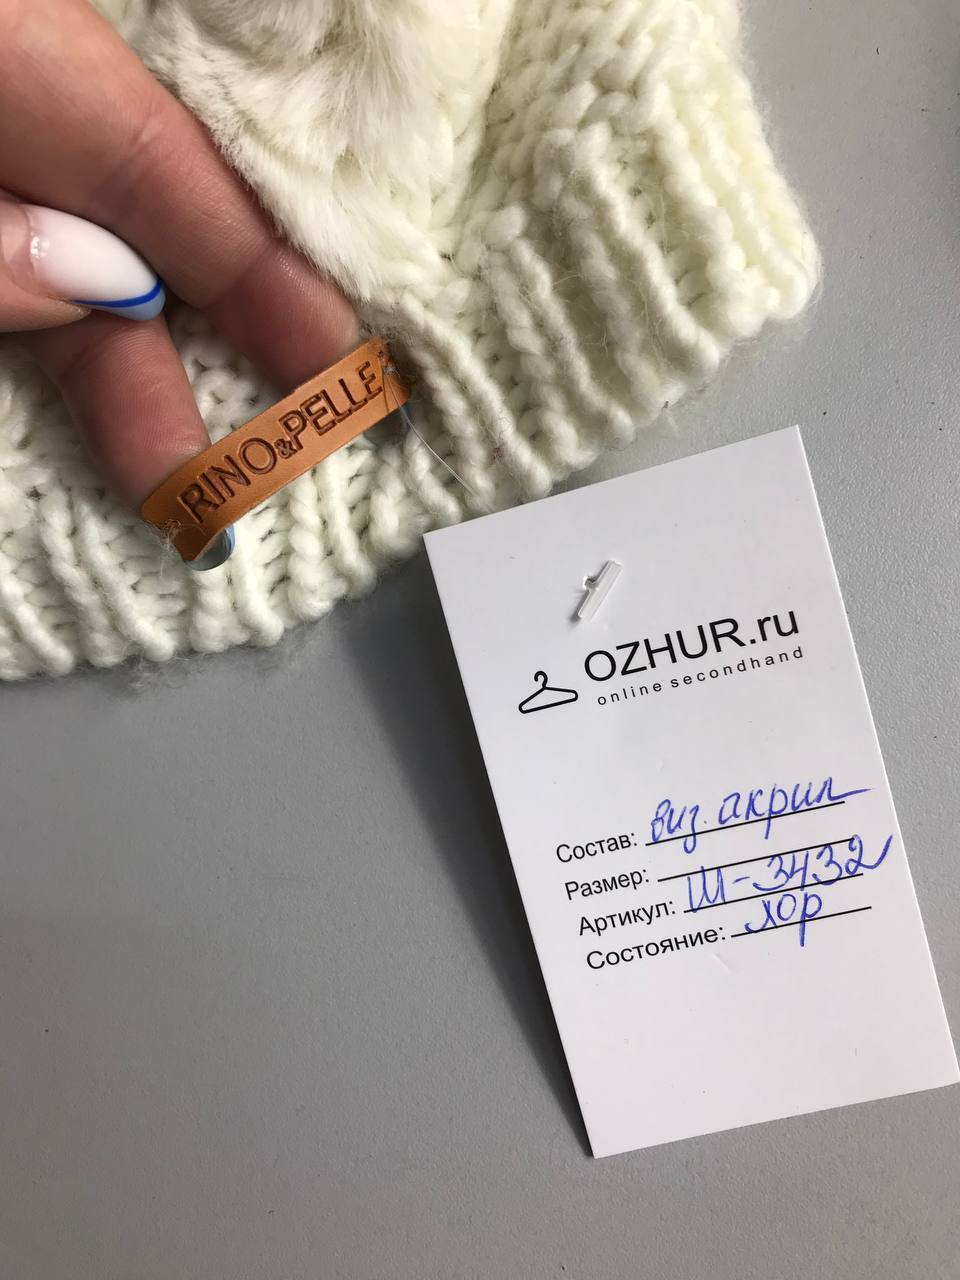 RINO&PELLE
OZHUR.ru
online secondhand
Состав: виз. акрил
Размер:
Артикул: Ш-3432
Состояние: хор